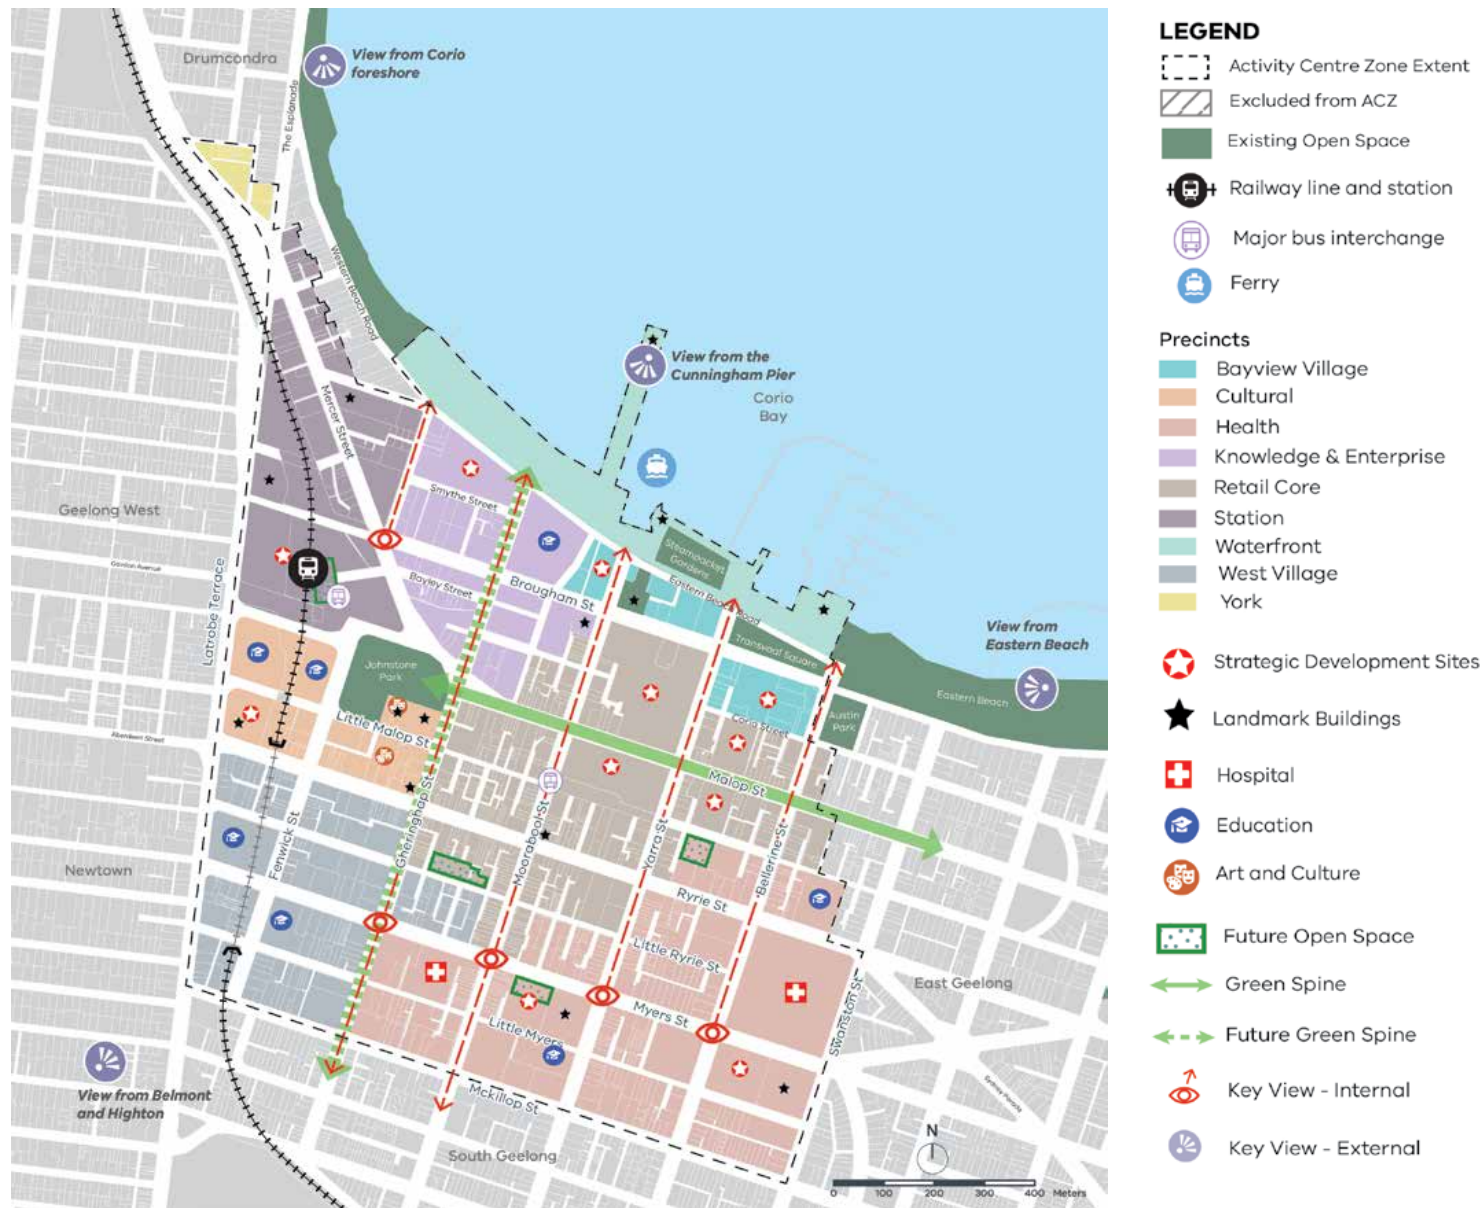 Drumcondra
View from Corio
foreshore
The Esplanade
Western Beach Road
View from the
Cunningham Pier
Corio
Bay
Mercer Street
Smythe Street
Geelong West
Gordon Avenue
Latrobe Terrace
Bayley Street
Brougham St
Steampacket
Gardens
Eastern Beach Road
Transvaal Square
View from
Eastern Beach
Eastern Beach
Johnstone
Park
Little Malop St
Corio Street
Austin
Park
Aberdeen Street
Malop St
Gheringhap St
Fenwick St
Moorabool St
Yarra St
Bellerine St
Newtown
Ryrie St
Little Ryrie St
East Geelong
Myers St
Little Myers
Swanston St
View from Belmont
and Highton
Mckillop St
Sydney Parade
South Geelong
N
0 100 200 300 400 Meters
LEGEND
Activity Centre Zone Extent
Excluded from ACZ
Existing Open Space
Railway line and station
Major bus interchange
Ferry
Precincts
Bayview Village
Cultural
Health
Knowledge & Enterprise
Retail Core
Station
Waterfront
West Village
York
Strategic Development Sites
Landmark Buildings
Hospital
Education
Art and Culture
Future Open Space
Green Spine
Future Green Spine
Key View - Internal
Key View - External